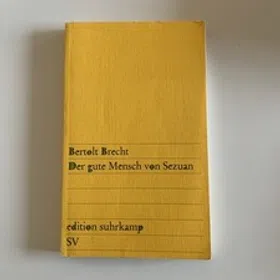 Bertolt Brecht
Der gute Mensch von Sezuan
edition suhrkamp
SV